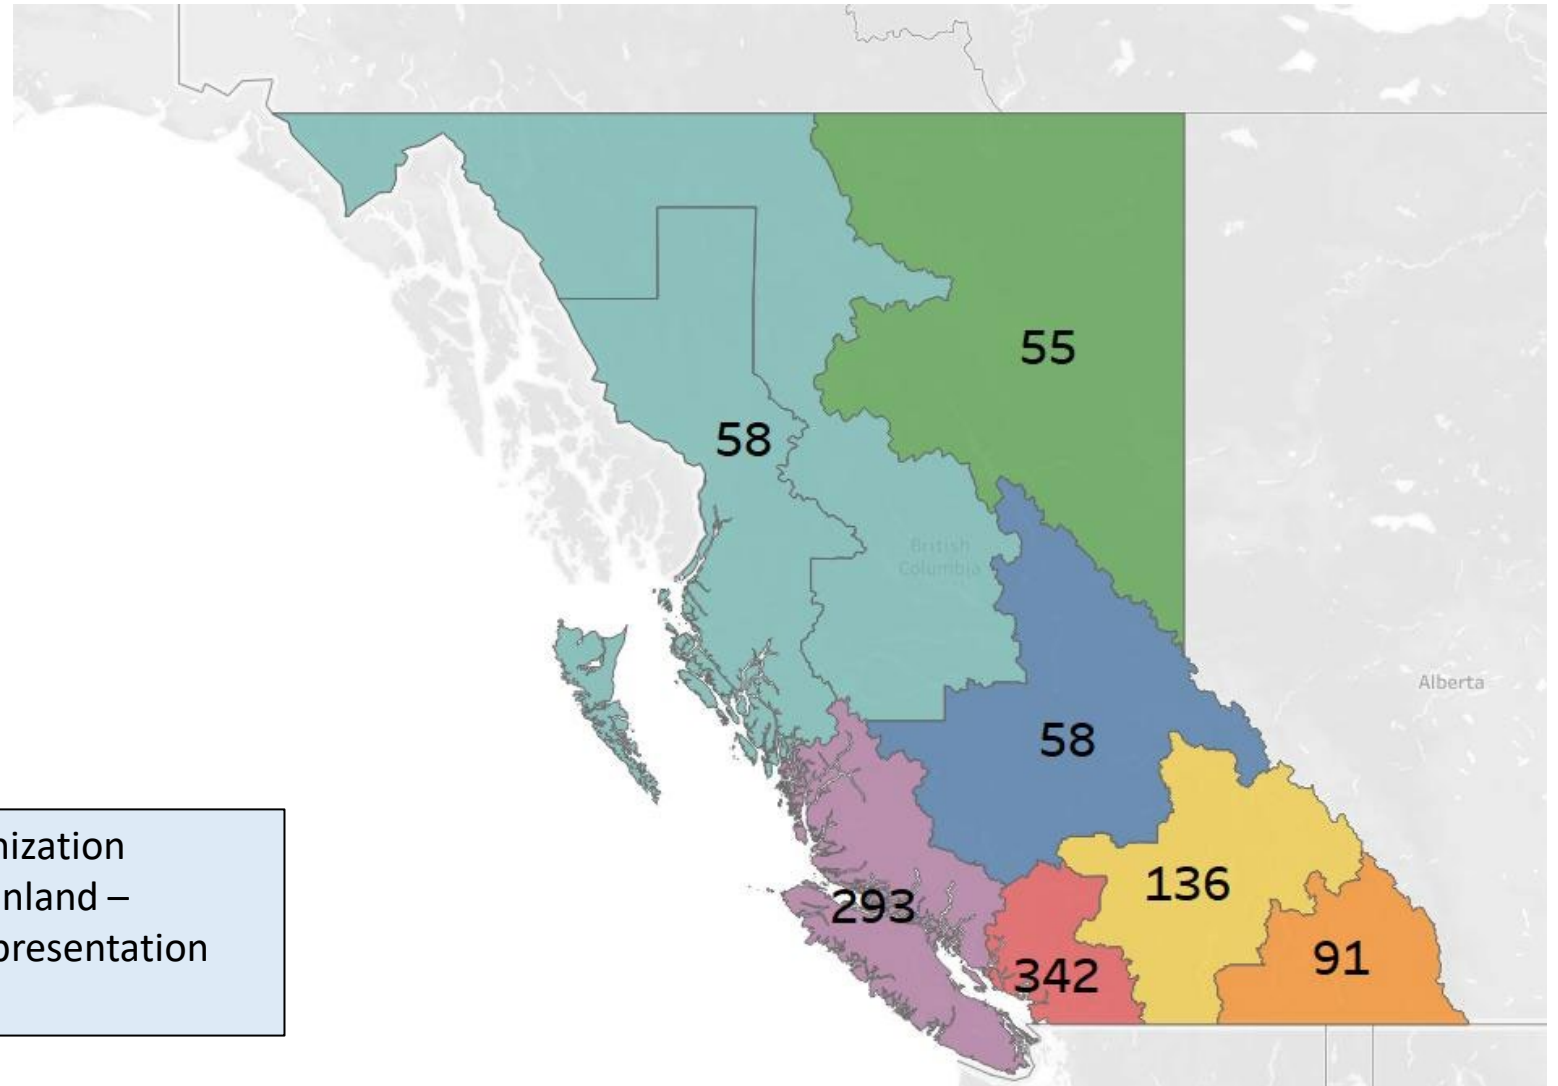 55
58
British
Columbia
Alberta
58
nization
nland –
presentation
136
293
91
342